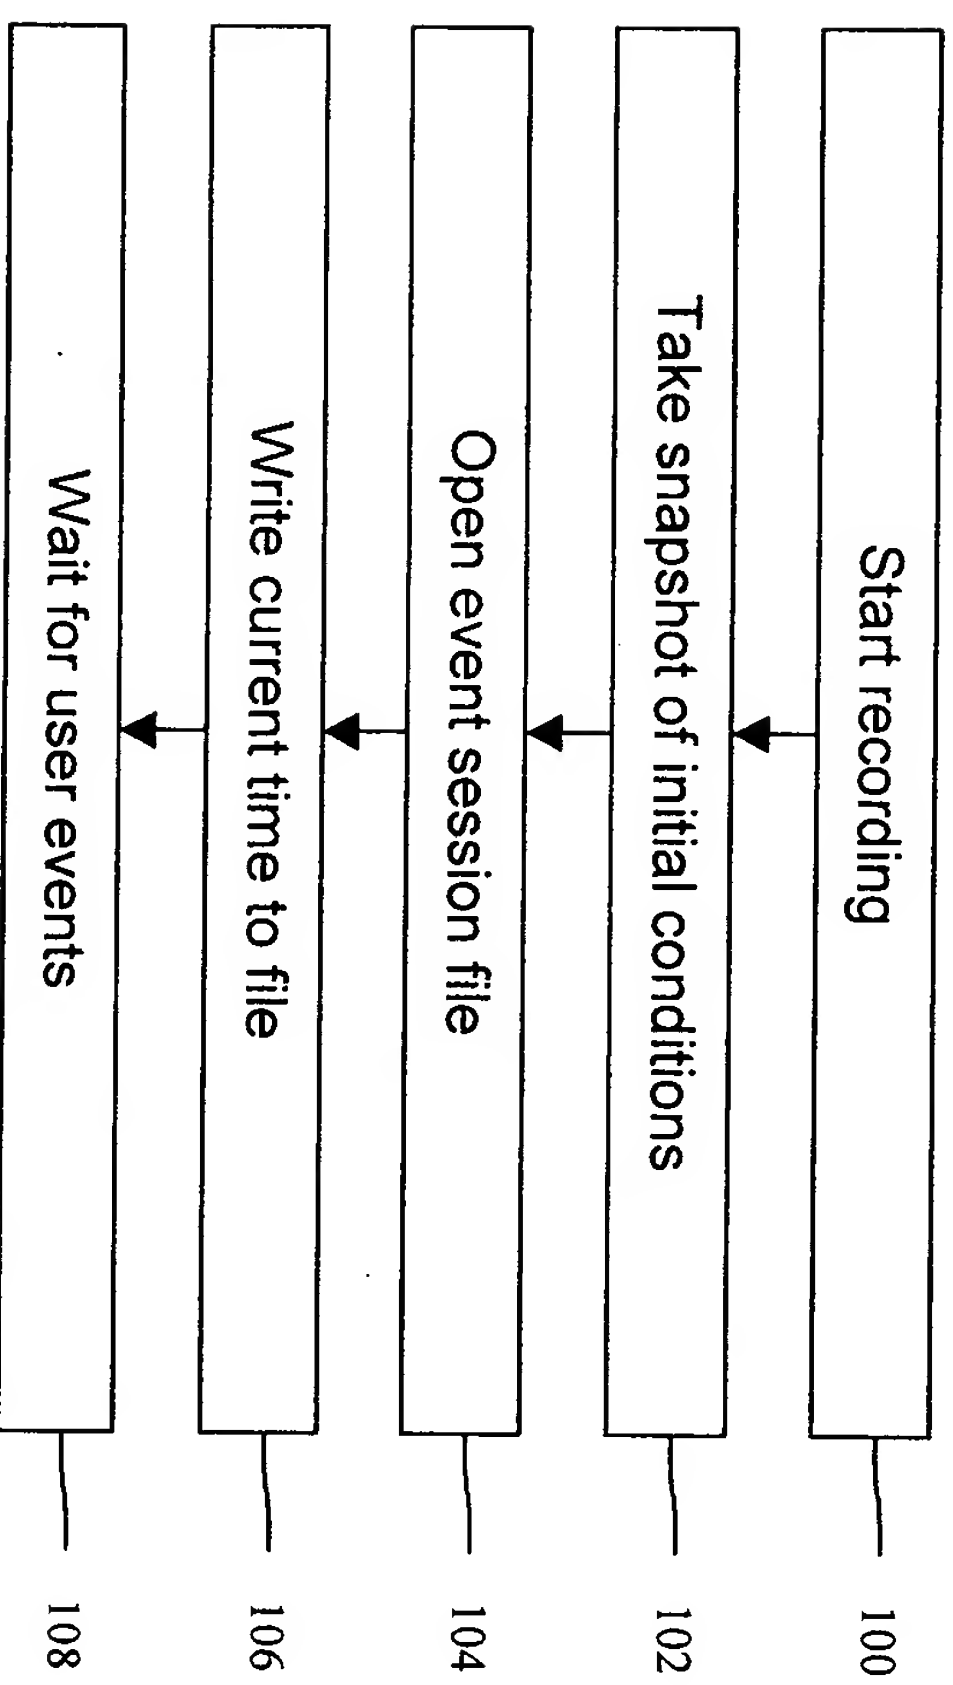 Start recording
100
Take snapshot of initial conditions
102
Open event session file
104
Write current time to file
106
Wait for user events
108